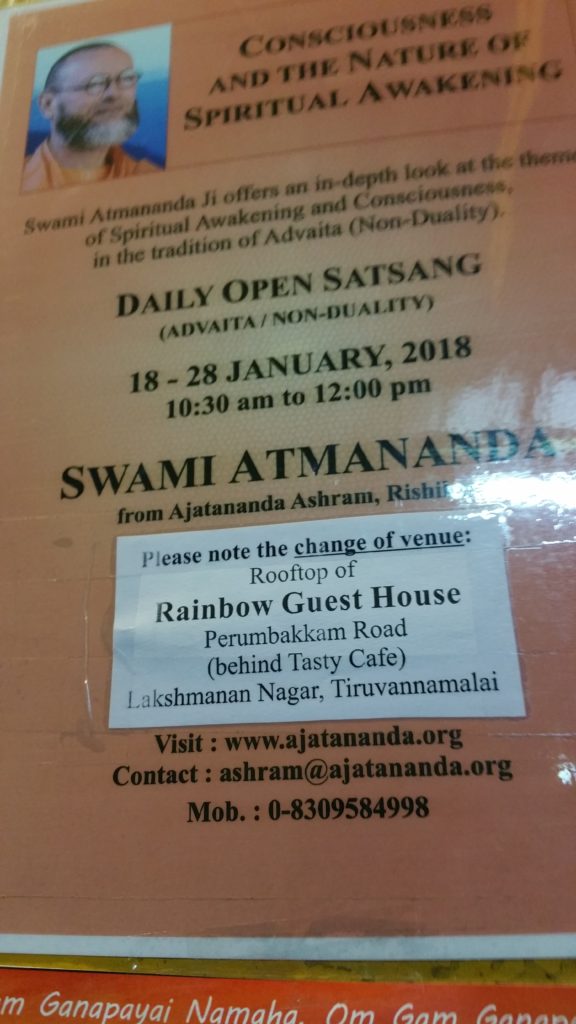 CONSCIOUSNESS
AND THE NATURE OF
SPIRITUAL AWAKENING
Swami Atmananda Ji offers an in-depth look at the theme
of Spiritual Awakening and Consciousness,
in the tradition of Advaita (Non-Duality).
DAILY OPEN SATSANG
(ADVAITA / NON-DUALITY)
18 - 28 JANUARY, 2018
10:30 am to 12:00 pm
SWAMI ATMANANDA
from Ajatananda Ashram,
Please note the change of venue:
Rooftop of
Rainbow Guest House
Perumbakkam Road
(behind Tasty Cafe)
Lakshmanan Nagar, Tiruvannamalai
Visit : www.ajatananda.org
Contact : ashram@ajatananda.org
Mob. : 0-8309584998
Ganapayai Namaha, Om Gam